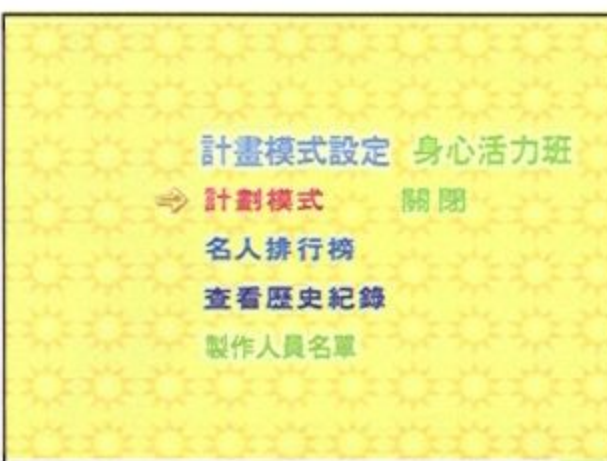 計畫模式設定 身心活力班
計劃模式 關閉
名人排行榜
查看歷史紀錄
製作人員名單